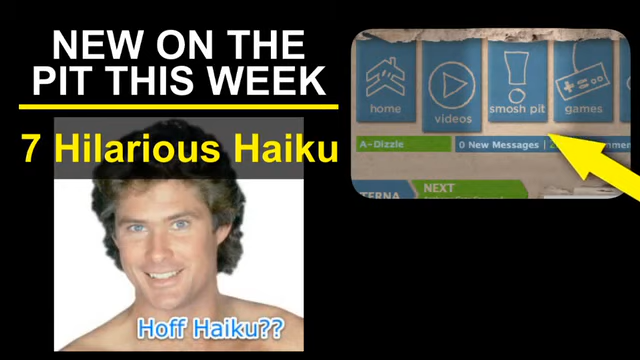 NEW ON THE
PIT THIS WEEK
7 Hilarious Haiku
Hoff Haiku??
home
videos
smosh pit
games
A-Dizzle
0 New Messages |
NEXT